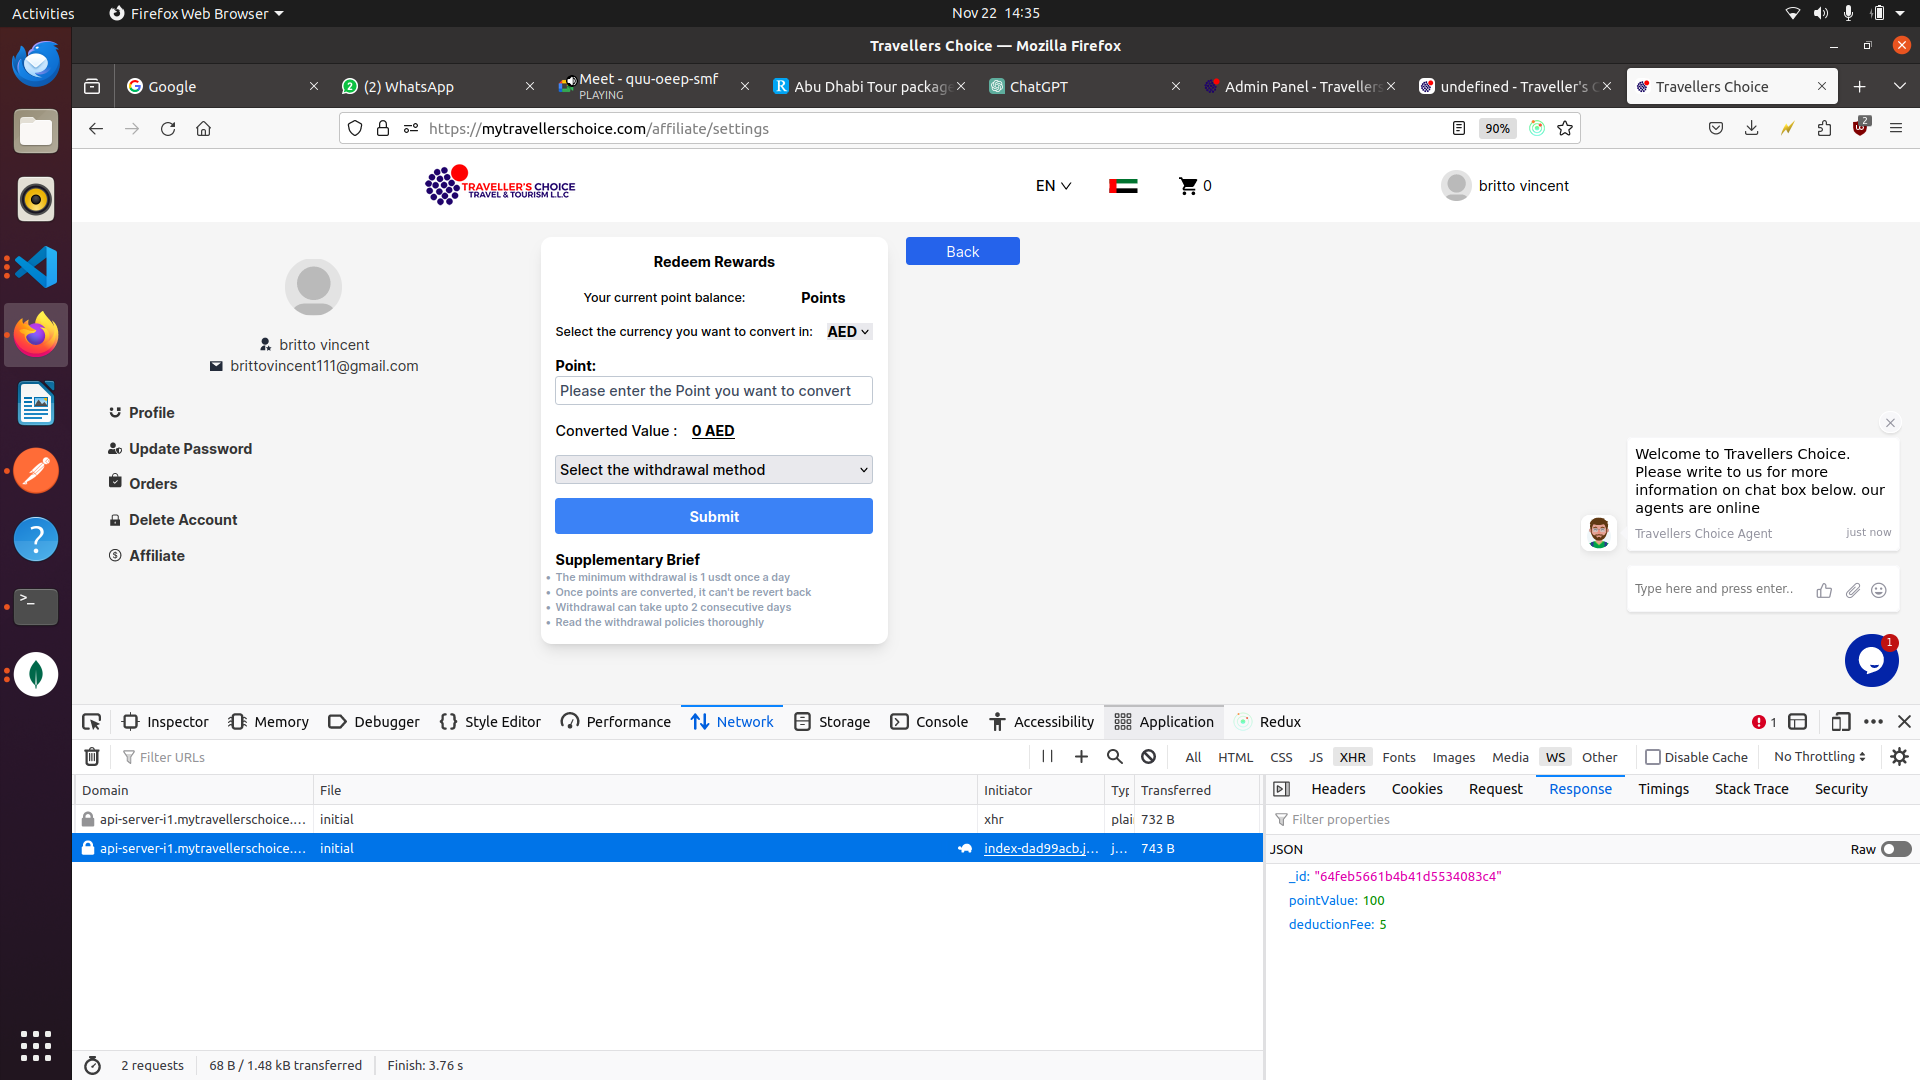 Activities
Firefox Web Browser
Nov 22 14:35
Travellers Choice — Mozilla Firefox
Google
(2) WhatsApp
Meet - quu-oeep-smf
PLAYING
Abu Dhabi Tour package
ChatGPT
Admin Panel - Travellers
undefined - Traveller's C
Travellers Choice
https://mytravellerschoice.com/affiliate/settings
90%
2
TRAVELLER'S CHOICE
TRAVEL & TOURISM L.L.C
EN
0
britto vincent
britto vincent
brittovincent111@gmail.com
Profile
Update Password
Orders
Delete Account
Affiliate
Redeem Rewards
Your current point balance: Points
Select the currency you want to convert in: AED
Point:
Please enter the Point you want to convert
Converted Value : 0 AED
Select the withdrawal method
Submit
Supplementary Brief
• The minimum withdrawal is 1 usdt once a day
• Once points are converted, it can't be revert back
• Withdrawal can take upto 2 consecutive days
• Read the withdrawal policies thoroughly
Back
Welcome to Travellers Choice.
Please write to us for more
information on chat box below. our
agents are online
Travellers Choice Agent just now
Type here and press enter..
1
Inspector Memory Debugger Style Editor Performance Network Storage Console Accessibility Application Redux 1
Filter URLs
All HTML CSS JS XHR Fonts Images Media WS Other Disable Cache No Throttling
Domain File Initiator Typ Transferred
api-server-i1.mytravellerschoice.... initial xhr plai 732 B
api-server-i1.mytravellerschoice.... initial index-dad99acb.j... j... 743 B
2 requests 68 B / 1.48 kB transferred Finish: 3.76 s
Headers Cookies Request Response Timings Stack Trace Security
Filter properties
JSON Raw
_id: "64feb5661b4b41d5534083c4"
pointValue: 100
deductionFee: 5